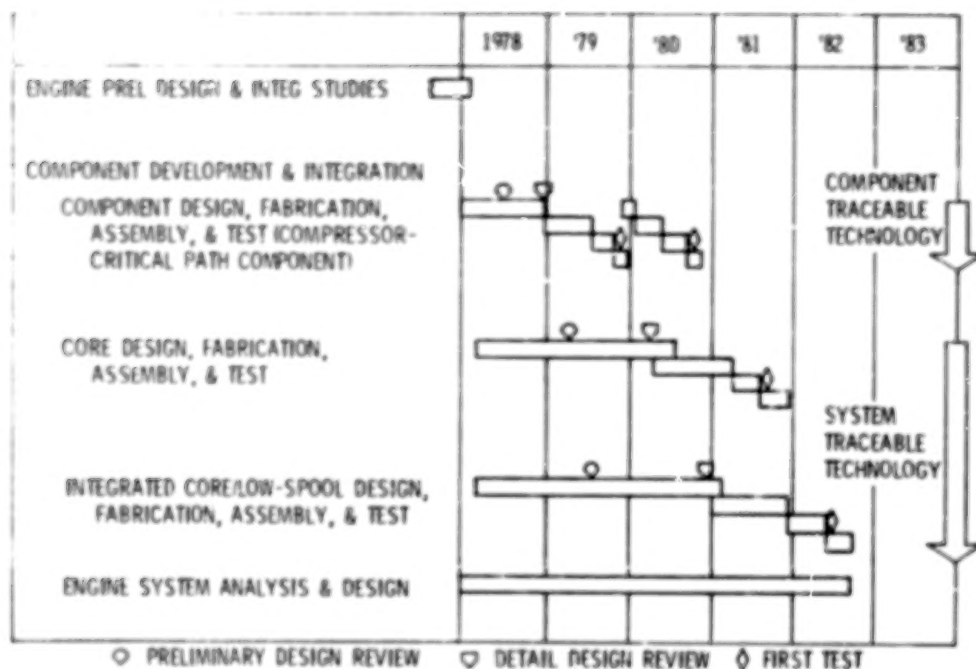 1978 '79 '80 '81 '82 '83
ENGINE PREL DESIGN & INTEG STUDIES
COMPONENT DEVELOPMENT & INTEGRATION
COMPONENT DESIGN, FABRICATION,
ASSEMBLY, & TEST (COMPRESSOR-
CRITICAL PATH COMPONENT)
COMPONENT
TRACEABLE
TECHNOLOGY
CORE DESIGN, FABRICATION,
ASSEMBLY, & TEST
SYSTEM
TRACEABLE
TECHNOLOGY
INTEGRATED CORE/LOW-SPOOL DESIGN,
FABRICATION, ASSEMBLY, & TEST
ENGINE SYSTEM ANALYSIS & DESIGN
PRELIMINARY DESIGN REVIEW DETAIL DESIGN REVIEW FIRST TEST